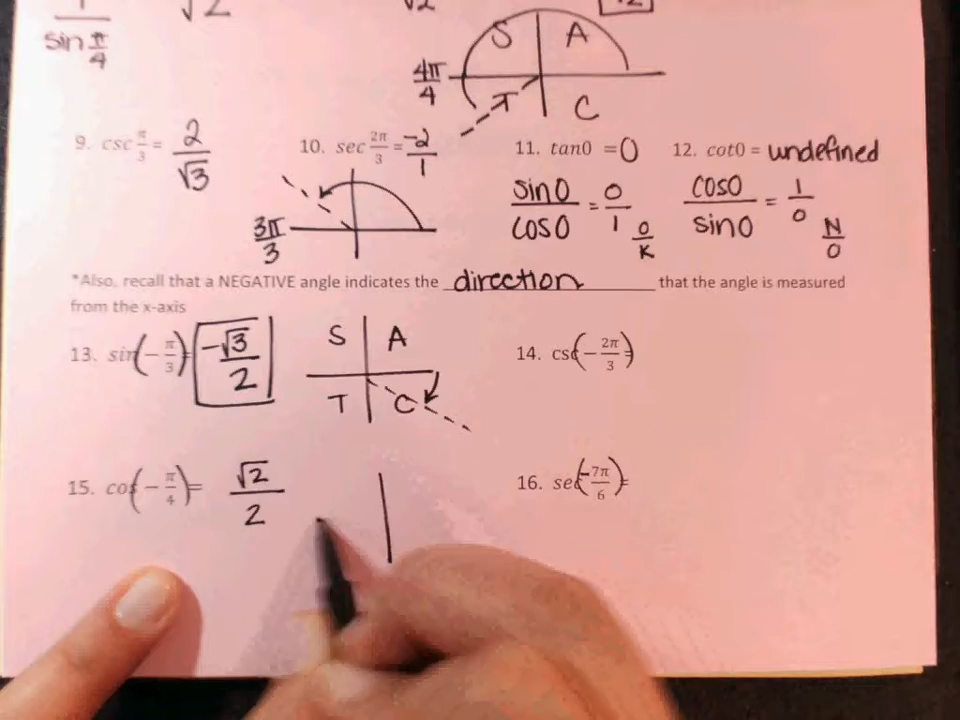 1 / sin π/4
√2
√2
S A
4π/4
T C
9. csc π/3 = 2/√3
10. sec 2π/3 = -2/1
11. tan0 = 0
12. cot0 = undefined
sin0/cos0 = 0/1 0/K
cos0/sin0 = 1/0 N/0
3π/3
*Also, recall that a NEGATIVE angle indicates the direction that the angle is measured
from the x-axis
13. sin(-π/3) = -√3/2
S A
T C
14. csc(-2π/3)=
15. cos(-π/4)= √2/2
16. sec(-7π/6)=